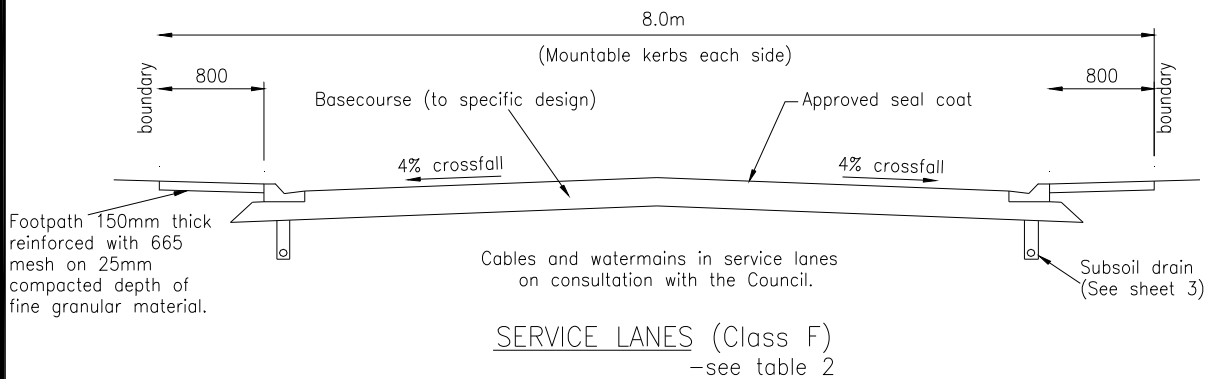 8.0m
(Mountable kerbs each side)
boundary
800
800
boundary
Basecourse (to specific design)
Approved seal coat
4% crossfall
4% crossfall
Footpath 150mm thick
reinforced with 665
mesh on 25mm
compacted depth of
fine granular material.
Cables and watermains in service lanes
on consultation with the Council.
Subsoil drain
(See sheet 3)
SERVICE LANES (Class F)
-see table 2